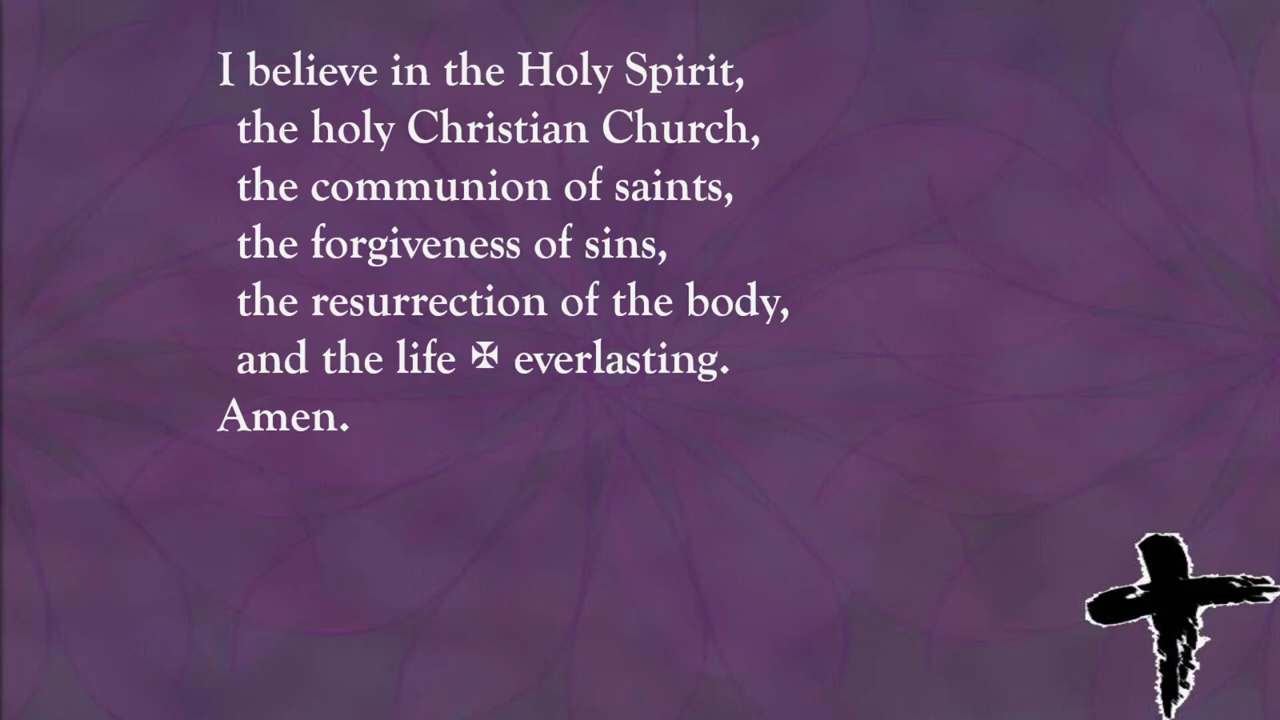 I believe in the Holy Spirit,
the holy Christian Church,
the communion of saints,
the forgiveness of sins,
the resurrection of the body,
and the life ✠ everlasting.
Amen.